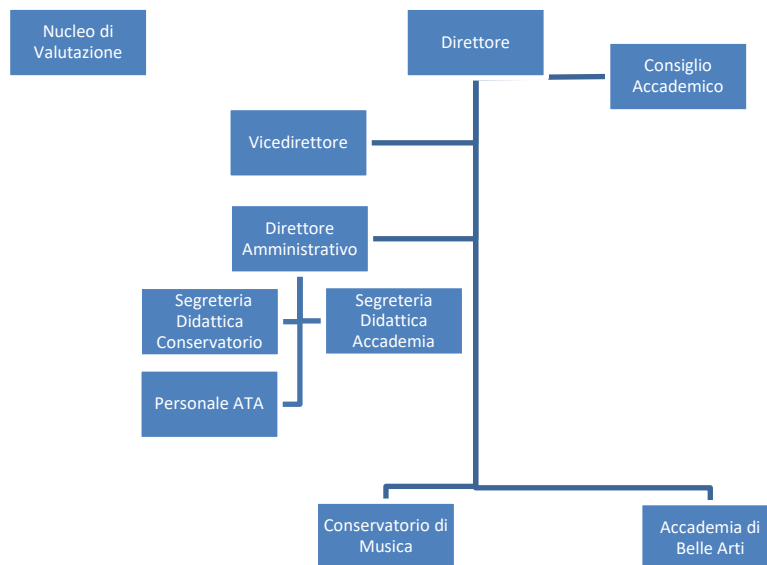 Nucleo di
Valutazione
Direttore
Consiglio
Accademico
Vicedirettore
Direttore
Amministrativo
Segreteria
Didattica
Conservatorio
Segreteria
Didattica
Accademia
Personale ATA
Conservatorio di
Musica
Accademia di
Belle Arti